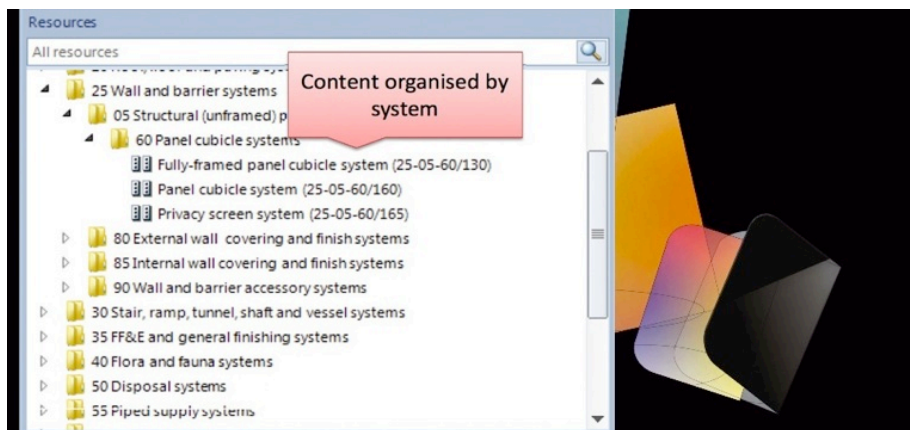 Resources
All resources
25 Wall and barrier systems
05 Structural (unframed) p
60 Panel cubicle systems
Fully-framed panel cubicle system (25-05-60/130)
Panel cubicle system (25-05-60/160)
Privacy screen system (25-05-60/165)
80 External wall covering and finish systems
85 Internal wall covering and finish systems
90 Wall and barrier accessory systems
30 Stair, ramp, tunnel, shaft and vessel systems
35 FF&E and general finishing systems
40 Flora and fauna systems
50 Disposal systems
55 Piped supply systems
Content organised by
system